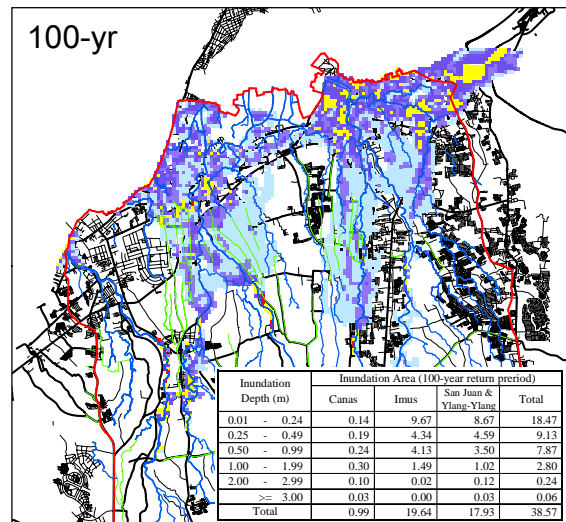 100-yr
Inundation Depth (m) Inundation Area (100-year return preriod)
Canas Imus San Juan & Ylang-Ylang Total
0.01 - 0.24 0.14 9.67 8.67 18.47
0.25 - 0.49 0.19 4.34 4.59 9.13
0.50 - 0.99 0.24 4.13 3.50 7.87
1.00 - 1.99 0.30 1.49 1.02 2.80
2.00 - 2.99 0.10 0.02 0.12 0.24
>= 3.00 0.03 0.00 0.03 0.06
Total 0.99 19.64 17.93 38.57